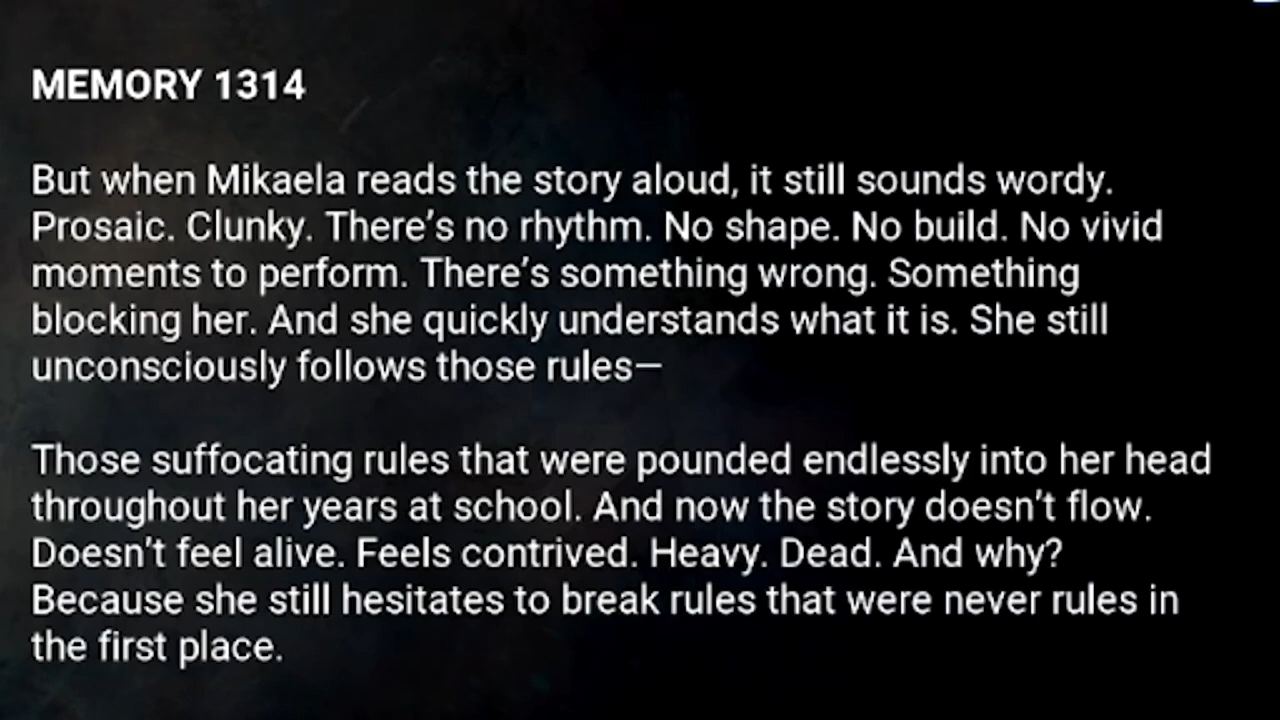 MEMORY 1314
But when Mikaela reads the story aloud, it still sounds wordy.
Prosaic. Clunky. There’s no rhythm. No shape. No build. No vivid
moments to perform. There’s something wrong. Something
blocking her. And she quickly understands what it is. She still
unconsciously follows those rules—
Those suffocating rules that were pounded endlessly into her head
throughout her years at school. And now the story doesn’t flow.
Doesn’t feel alive. Feels contrived. Heavy. Dead. And why?
Because she still hesitates to break rules that were never rules in
the first place.